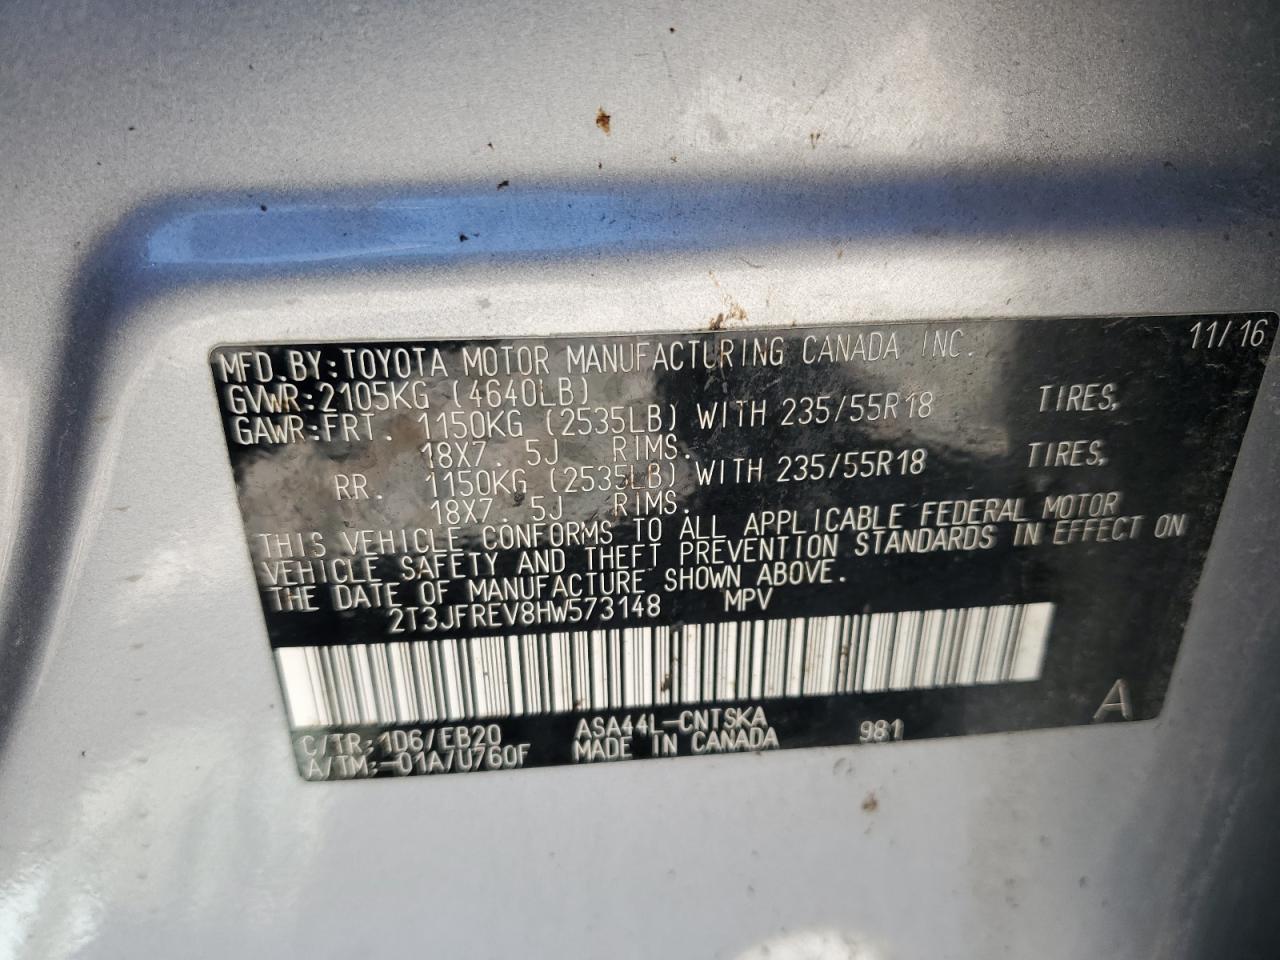 MFD.BY:TOYOTA MOTOR MANUFACTURING CANADA INC. 11/16
GVWR:2105KG (4640LB)
GAWR:FRT. 1150KG (2535LB) WITH 235/55R18 TIRES,
18X7.5J RIMS.
RR. 1150KG (2535LB) WITH 235/55R18 TIRES,
18X7.5J RIMS.
THIS VEHICLE CONFORMS TO ALL APPLICABLE FEDERAL MOTOR
VEHICLE SAFETY AND THEFT PREVENTION STANDARDS IN EFFECT ON
THE DATE OF MANUFACTURE SHOWN ABOVE.
2T3JFREV8HW573148 MPV
C/TR:1D6/EB20 ASA44L-CNTSKA 981 A
A/TM:-01A/U760F MADE IN CANADA